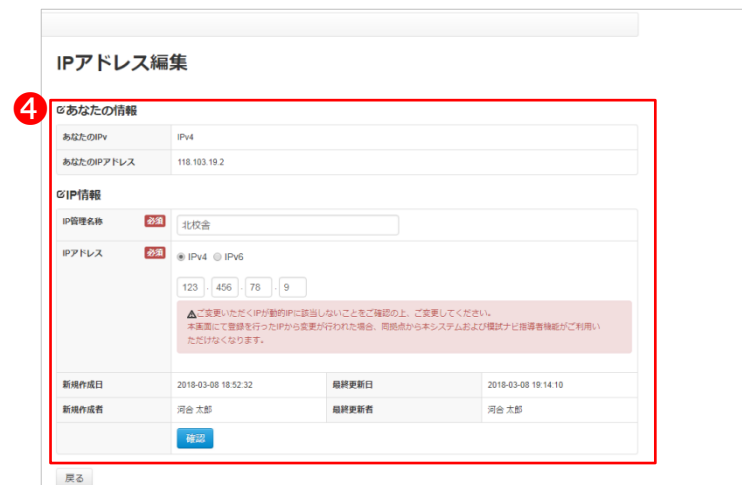 IPアドレス編集
4
あなたの情報
あなたのIPv IPv4
あなたのIPアドレス 118.103.19.2
IP情報
IP管理名称 必須 北校舎
IPアドレス 必須 IPv4 IPv6
123 . 456 . 78 . 9
ご変更いただくIPが動的IPに該当しないことをご確認の上、ご変更してください。
本画面にて登録を行ったIPから変更が行われた場合、同拠点から本システムおよび模試ナビ指導者機能がご利用い
ただけなくなります。
新規作成日 2018-03-08 18:52:32 最終更新日 2018-03-08 19:14:10
新規作成者 河合 太郎 最終更新者 河合 太郎
確認
戻る